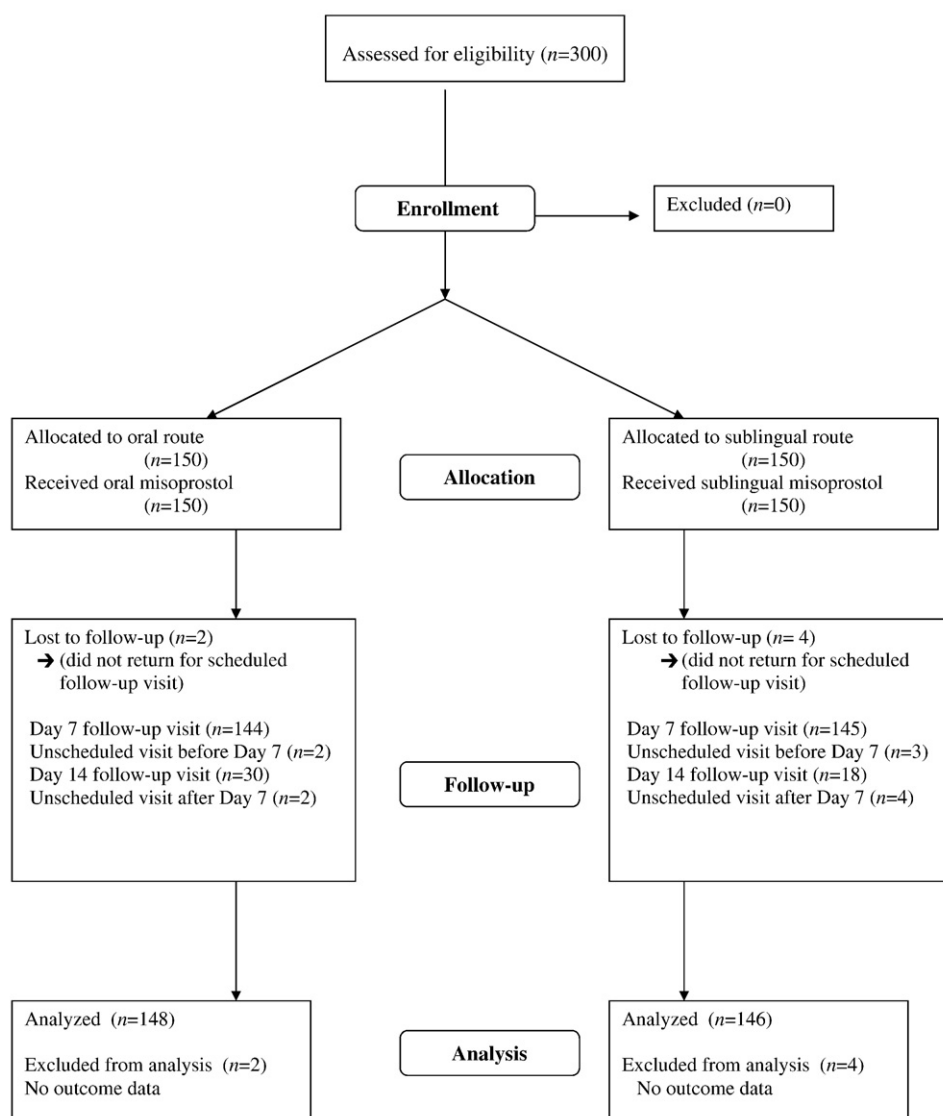 Assessed for eligibility (n=300)
Enrollment
Excluded (n=0)
Allocated to oral route
(n=150)
Received oral misoprostol
(n=150)
Allocation
Allocated to sublingual route
(n=150)
Received sublingual misoprostol
(n=150)
Lost to follow-up (n=2)
➔ (did not return for scheduled
follow-up visit)
Day 7 follow-up visit (n=144)
Unscheduled visit before Day 7 (n=2)
Day 14 follow-up visit (n=30)
Unscheduled visit after Day 7 (n=2)
Follow-up
Lost to follow-up (n= 4)
➔ (did not return for scheduled
follow-up visit)
Day 7 follow-up visit (n=145)
Unscheduled visit before Day 7 (n=3)
Day 14 follow-up visit (n=18)
Unscheduled visit after Day 7 (n=4)
Analyzed (n=148)
Excluded from analysis (n=2)
No outcome data
Analysis
Analyzed (n=146)
Excluded from analysis (n=4)
No outcome data